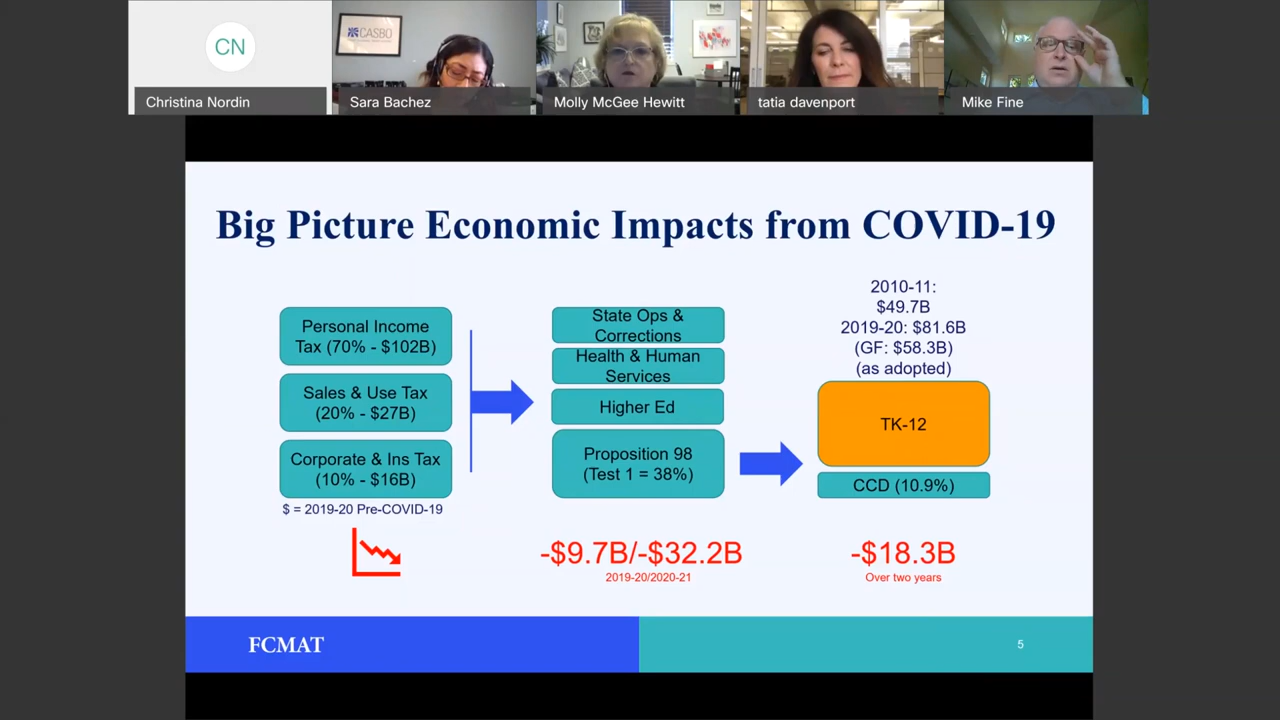 CN
CASBO
Christina Nordin
Sara Bachez
Molly McGee Hewitt
tatia davenport
Mike Fine
Big Picture Economic Impacts from COVID-19
Personal Income
Tax (70% - $102B)
Sales & Use Tax
(20% - $27B)
Corporate & Ins Tax
(10% - $16B)
$ = 2019-20 Pre-COVID-19
State Ops &
Corrections
Health & Human
Services
Higher Ed
Proposition 98
(Test 1 = 38%)
-$9.7B/-$32.2B
2019-20/2020-21
2010-11:
$49.7B
2019-20: $81.6B
(GF: $58.3B)
(as adopted)
TK-12
CCD (10.9%)
-$18.3B
Over two years
FCMAT
5